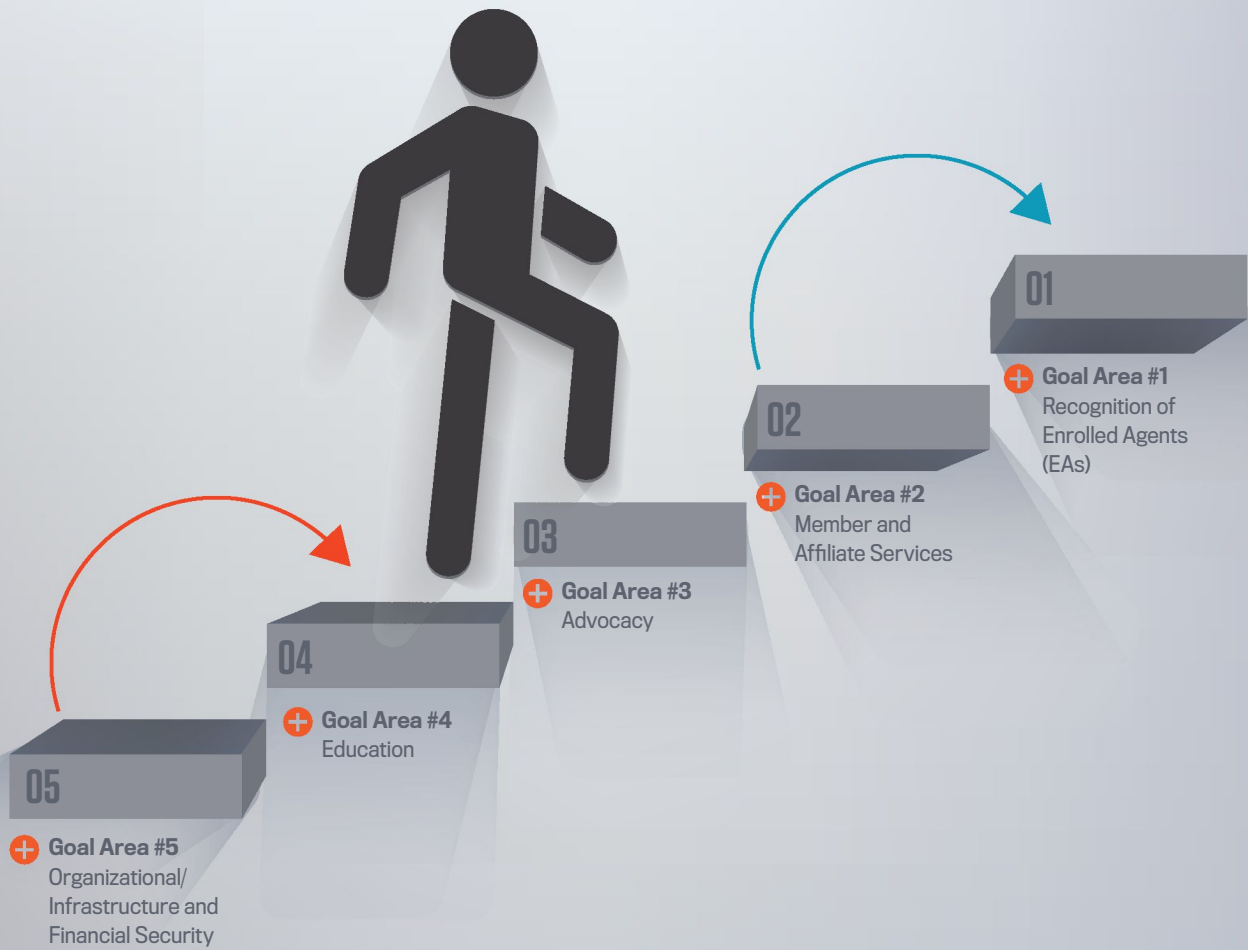 01
Goal Area #1
Recognition of
Enrolled Agents
(EAs)
02
Goal Area #2
Member and
Affiliate Services
03
Goal Area #3
Advocacy
04
Goal Area #4
Education
05
Goal Area #5
Organizational/
Infrastructure and
Financial Security